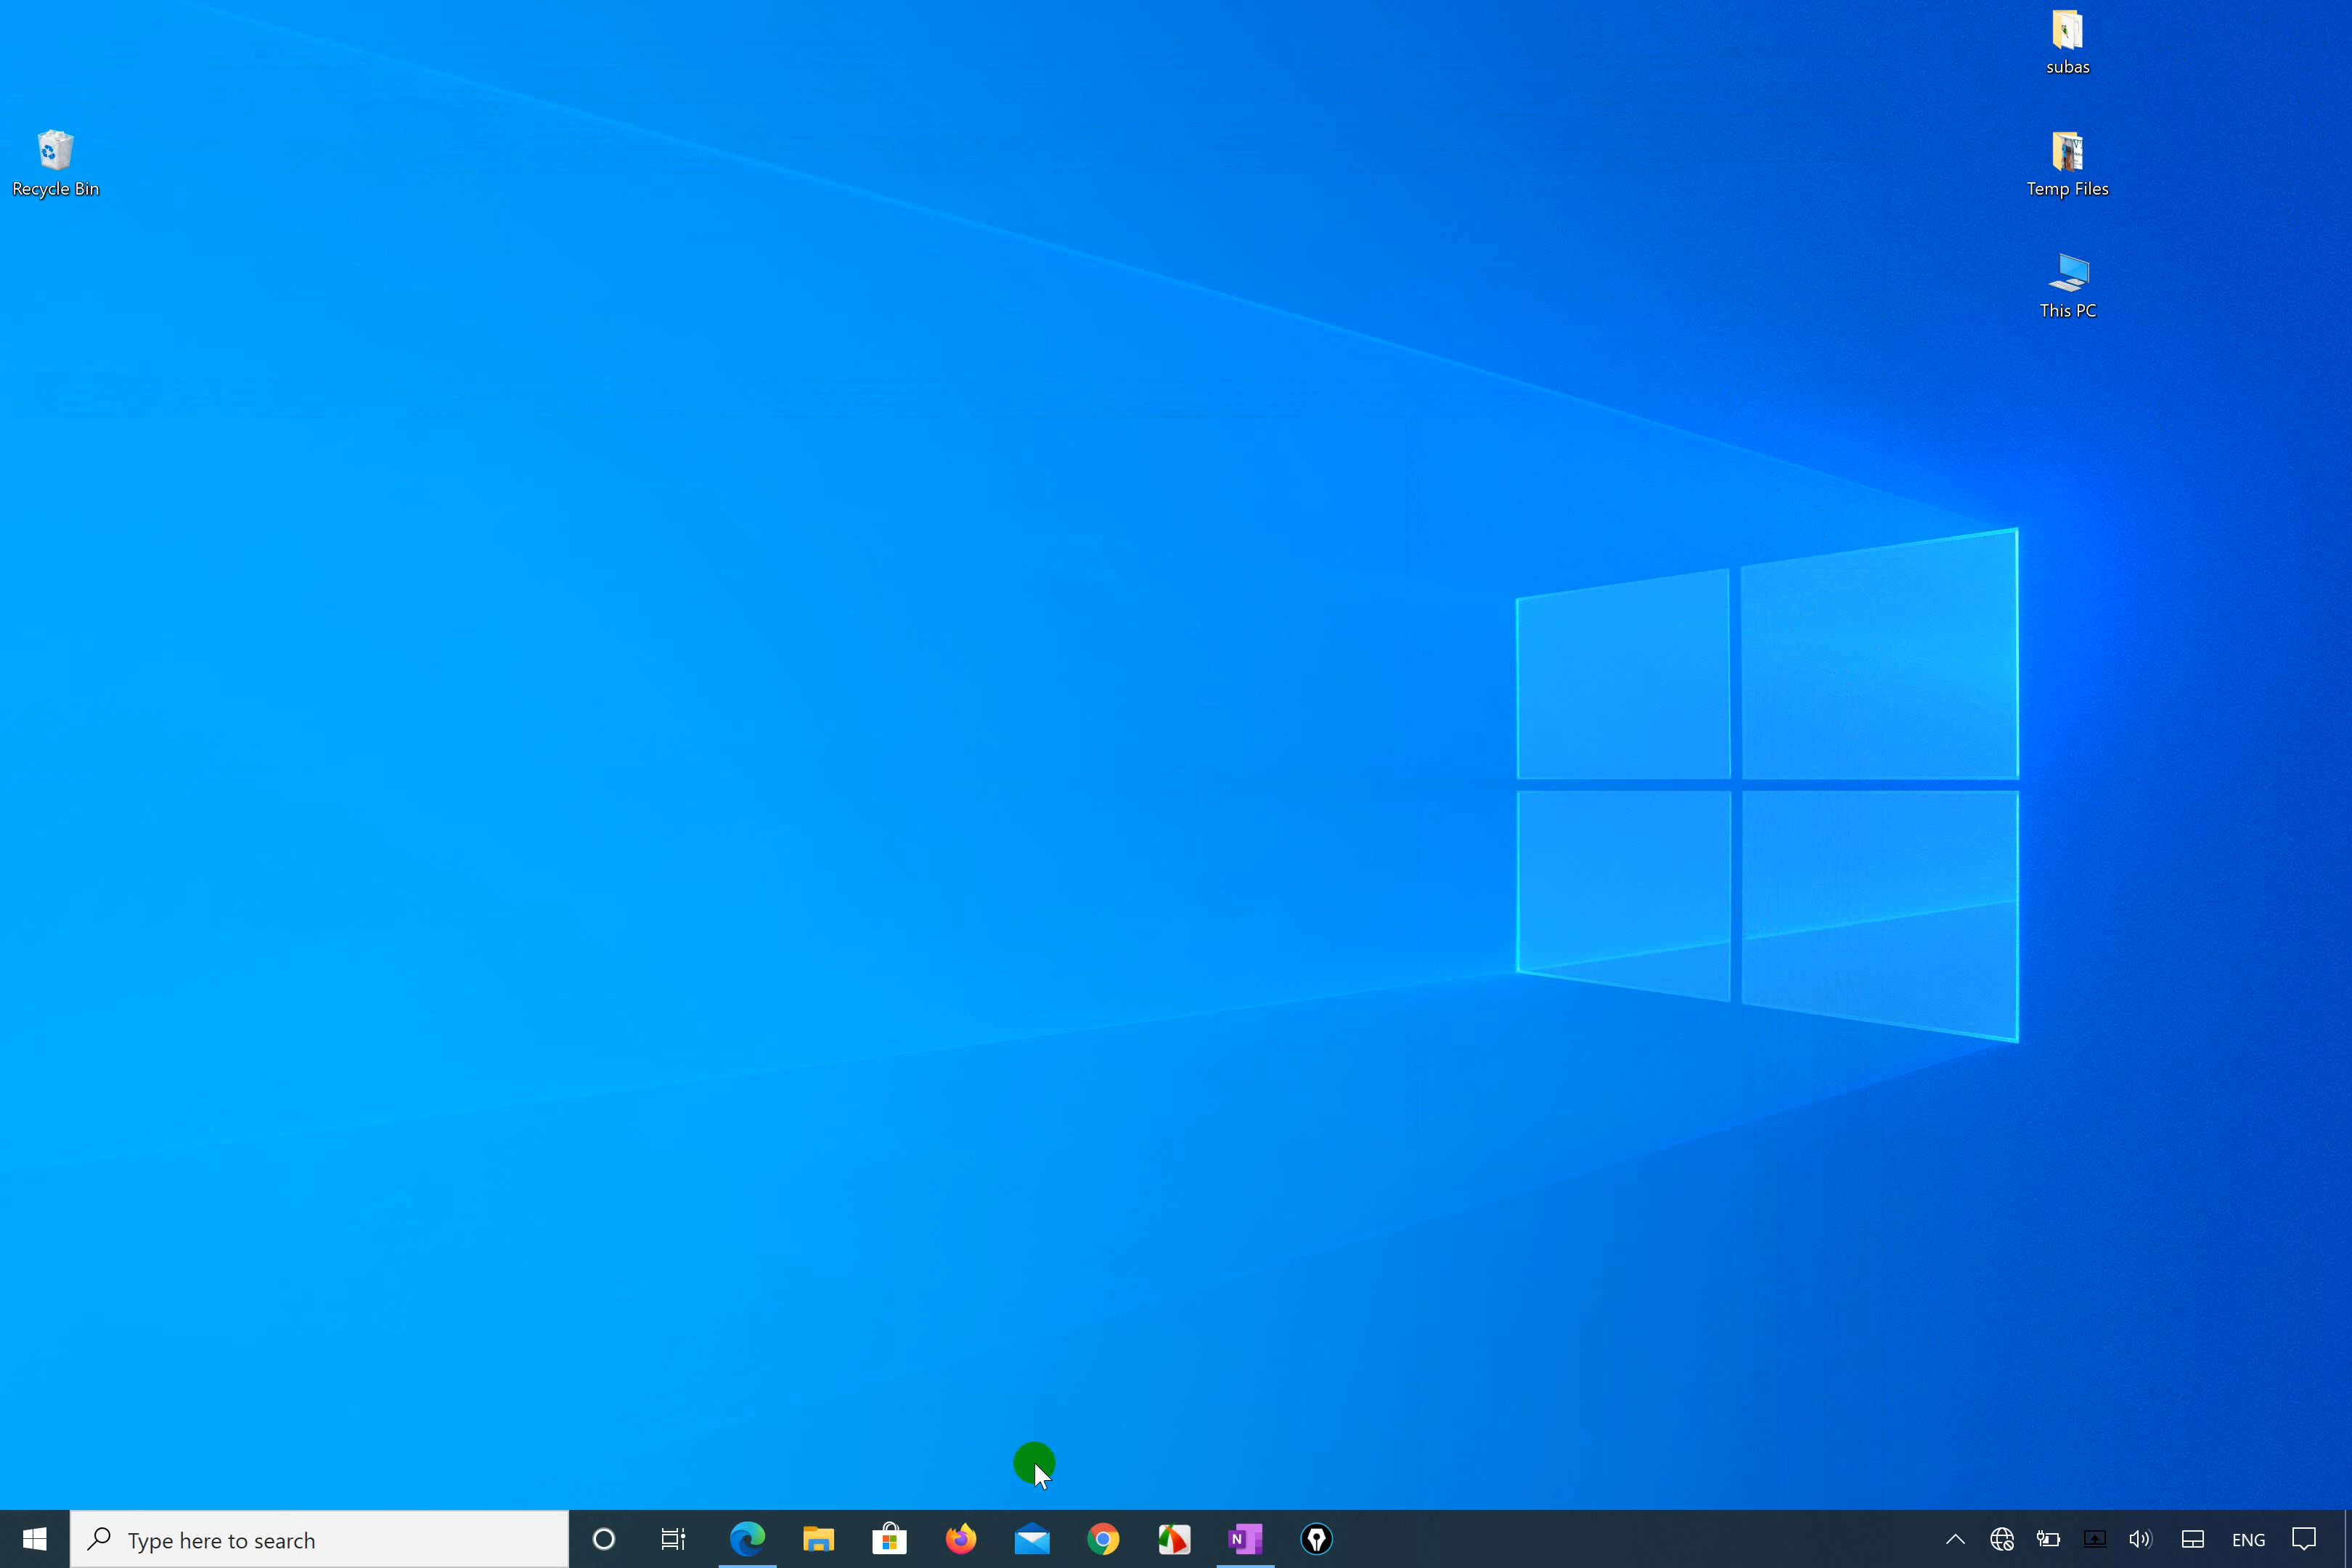 subas
Recycle Bin
Temp Files
This PC
Type here to search
N
ENG